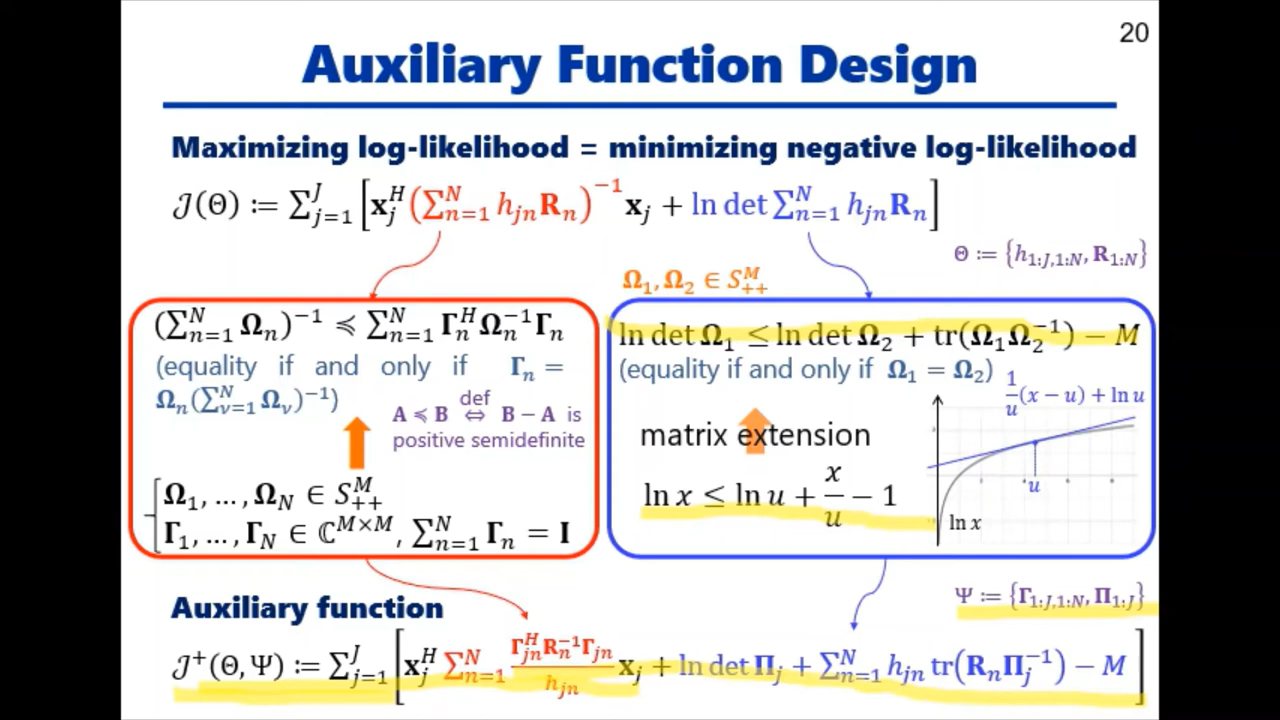 20
Auxiliary Function Design
Maximizing log-likelihood = minimizing negative log-likelihood
𝒥(Θ) ≔ ∑_{j=1}^{J} [𝐱_j^H (∑_{n=1}^{N} h_{jn} 𝐑_n)^{−1} 𝐱_j + ln det ∑_{n=1}^{N} h_{jn} 𝐑_n]
Θ ≔ {h_{1:J,1:N}, 𝐑_{1:N}}
𝛀_1, 𝛀_2 ∈ S_{++}^M
(∑_{n=1}^{N} 𝛀_n)^{−1} ≼ ∑_{n=1}^{N} 𝚪_n^H 𝛀_n^{−1} 𝚪_n
(equality if and only if 𝚪_n =
𝛀_n(∑_{ν=1}^{N} 𝛀_ν)^{−1})
𝐀 ≼ 𝐁 ⇔^{def} 𝐁 − 𝐀 is
positive semidefinite
𝛀_1, … , 𝛀_N ∈ S_{++}^M
𝚪_1, … , 𝚪_N ∈ ℂ^{M×M}, ∑_{n=1}^{N} 𝚪_n = 𝐈
ln det 𝛀_1 ≤ ln det 𝛀_2 + tr(𝛀_1𝛀_2^{−1}) − M
(equality if and only if 𝛀_1 = 𝛀_2)
1/u (x − u) + ln u
matrix extension
ln x ≤ ln u + x/u − 1
u
ln x
Auxiliary function
Ψ ≔ {𝚪_{1:J,1:N}, 𝚷_{1:J}}
𝒥^+(Θ, Ψ) ≔ ∑_{j=1}^{J} [𝐱_j^H ∑_{n=1}^{N} (𝚪_{jn}^H 𝐑_n^{−1} 𝚪_{jn})/h_{jn} 𝐱_j + ln det 𝚷_j + ∑_{n=1}^{N} h_{jn} tr(𝐑_n𝚷_j^{−1}) − M]